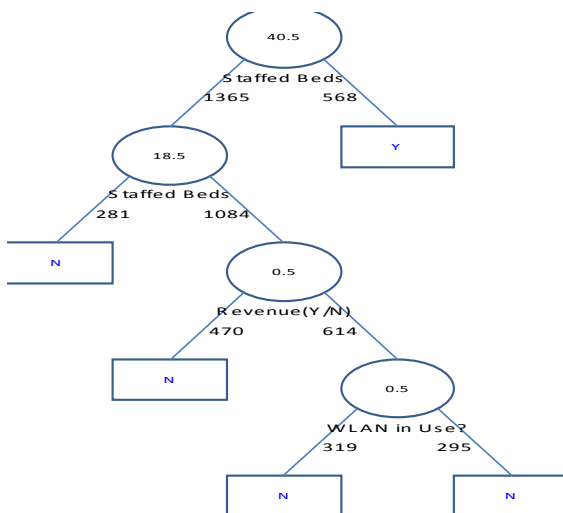 40.5
Staffed Beds
1365 568
18.5 Y
Staffed Beds
281 1084
N 0.5
Revenue(Y/N)
470 614
N 0.5
WLAN in Use?
319 295
N N